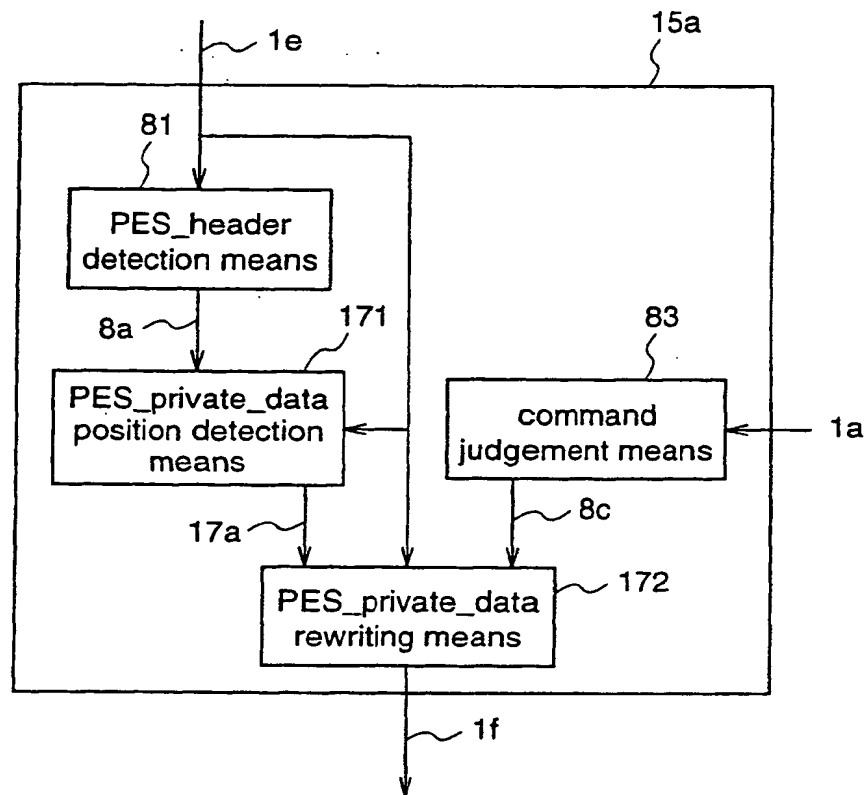 1e
15a
81
PES_header
detection means
8a
171
83
PES_private_data
position detection
means
command
judgement means
1a
17a
8c
172
PES_private_data
rewriting means
1f